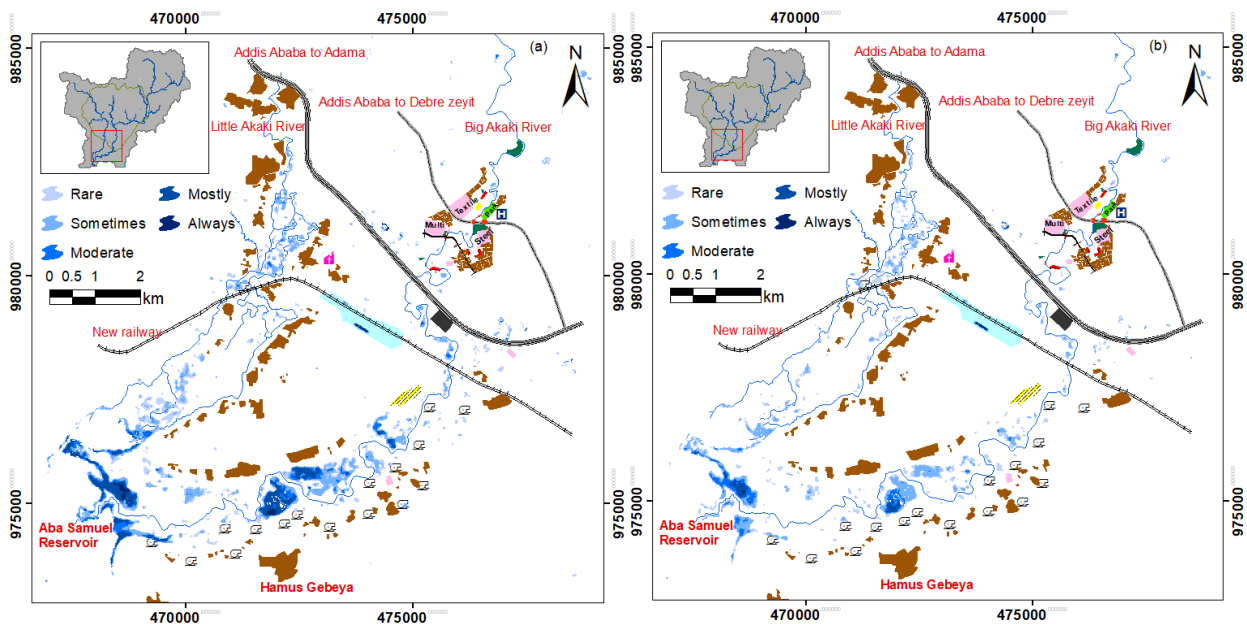 470000
475000
985000
980000
975000
(a)
N
Addis Ababa to Adama
Addis Ababa to Debre zeyit
Little Akaki River
Big Akaki River
Rare
Mostly
Sometimes
Always
Moderate
0 0.5 1 2
km
Textile
Park
H
Multi
Steel
New railway
Aba Samuel
Reservoir
Hamus Gebeya
470000
475000
470000
475000
985000
980000
975000
(b)
N
Addis Ababa to Adama
Addis Ababa to Debre zeyit
Little Akaki River
Big Akaki River
Rare
Mostly
Sometimes
Always
Moderate
0 0.5 1 2
km
Textile
Park
H
Multi
Steel
New railway
Aba Samuel
Reservoir
Hamus Gebeya
470000
475000